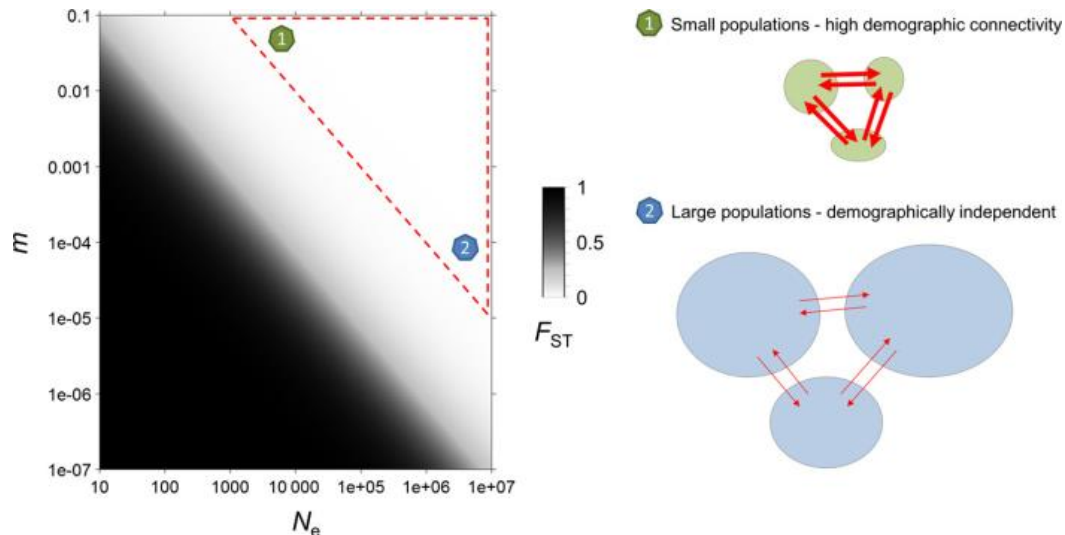 0.1
0.01
0.001
1e-04
1e-05
1e-06
1e-07
m
10
100
1000
10 000
1e+05
1e+06
1e+07
Ne
1
2
1
0.5
0
FST
1 Small populations - high demographic connectivity
2 Large populations - demographically independent